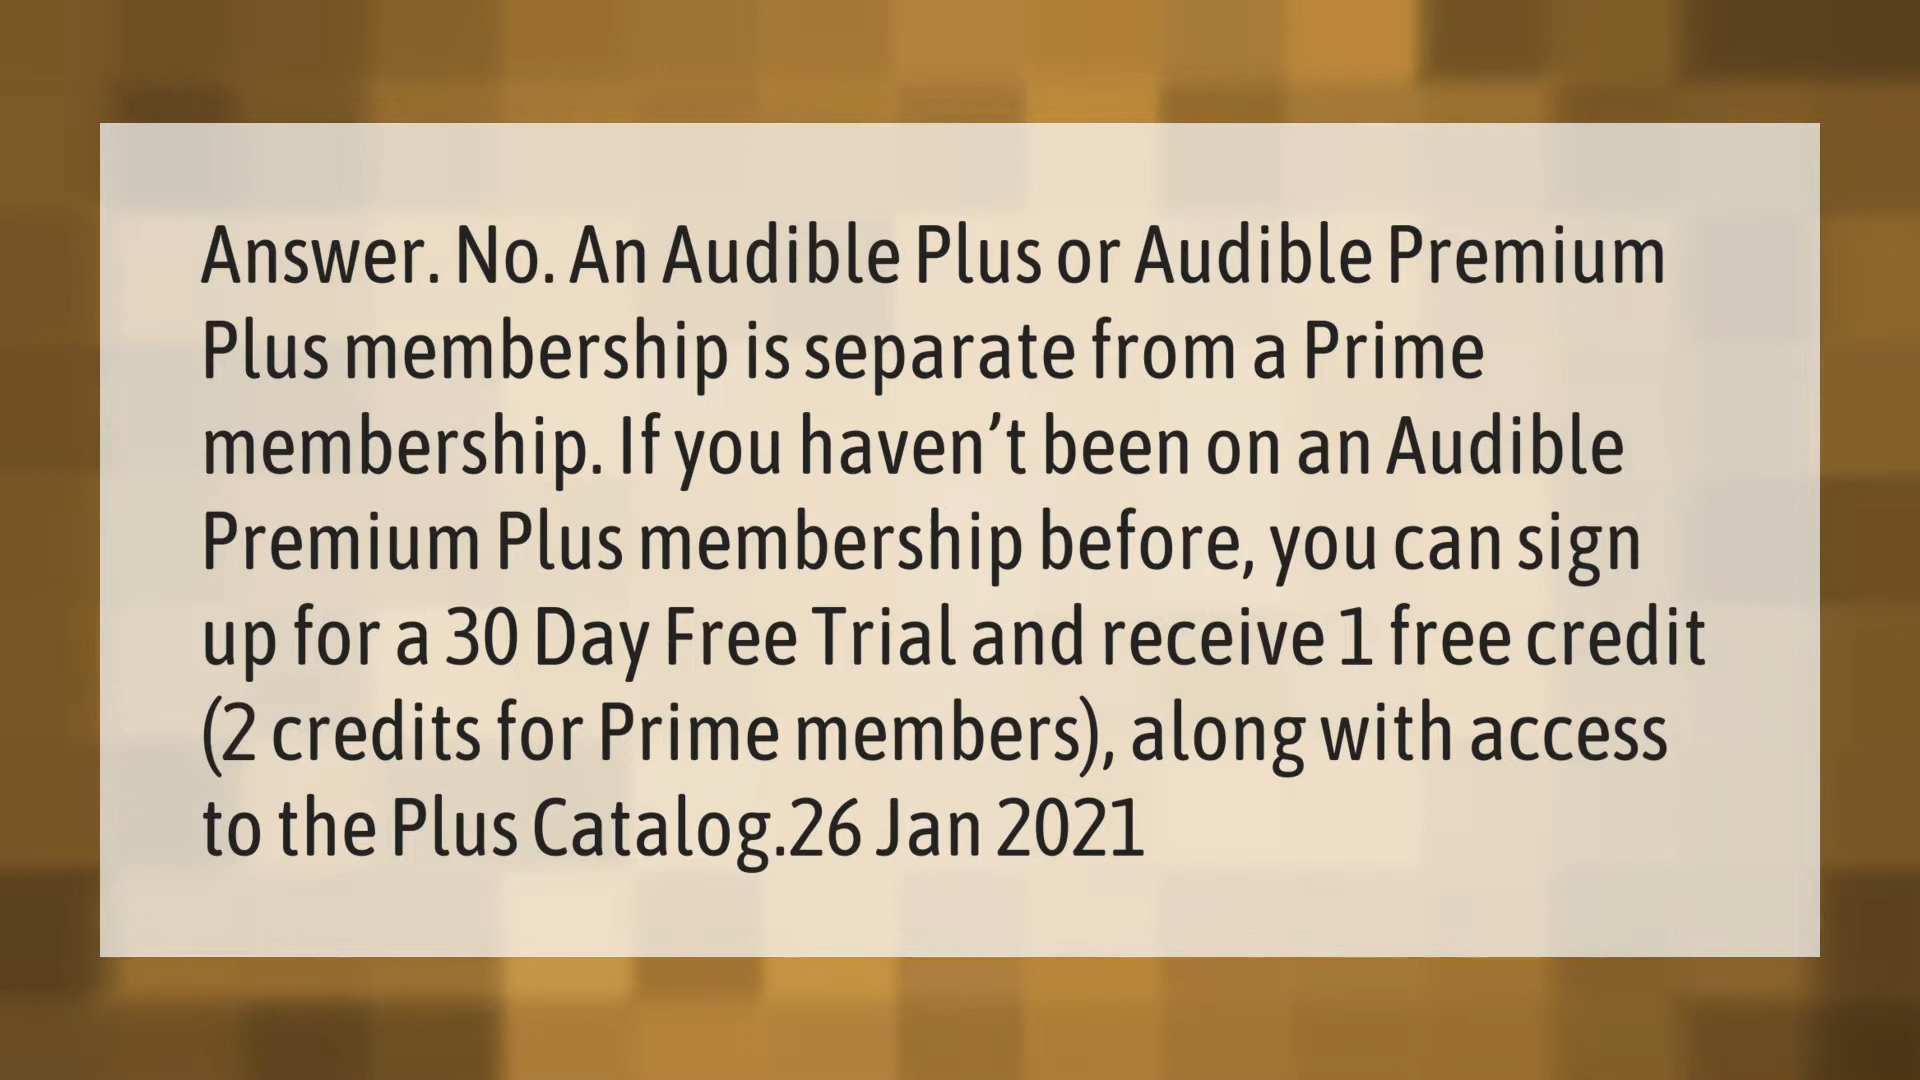 Answer. No. An Audible Plus or Audible Premium
Plus membership is separate from a Prime
membership. If you haven’t been on an Audible
Premium Plus membership before, you can sign
up for a 30 Day Free Trial and receive 1 free credit
(2 credits for Prime members), along with access
to the Plus Catalog.26 Jan 2021